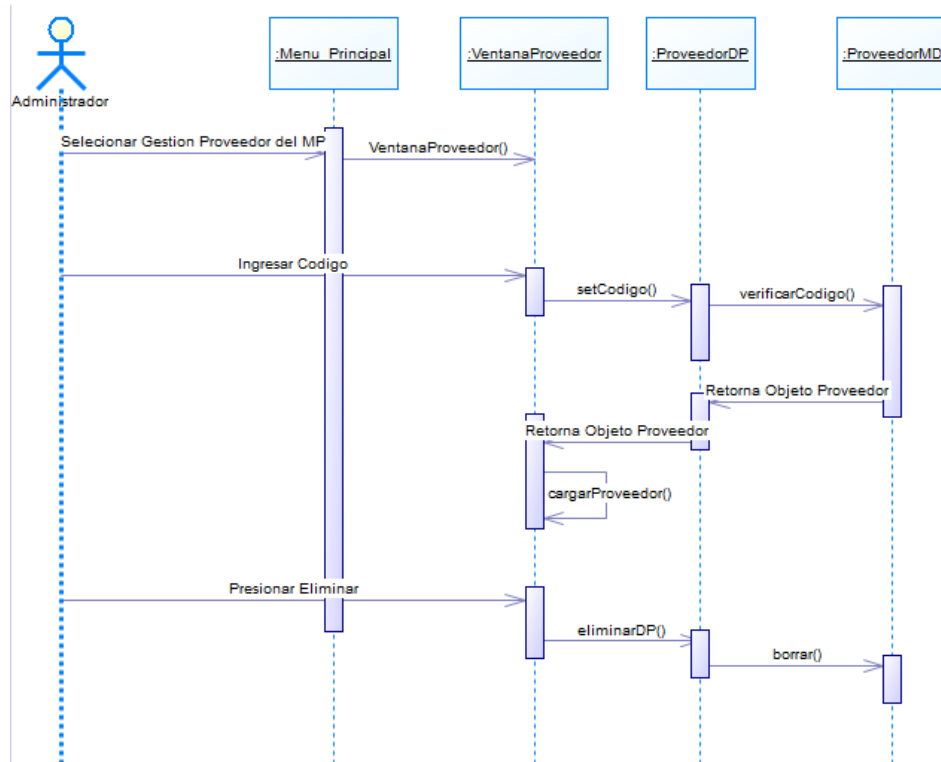 :Menu_Principal
:VentanaProveedor
:ProveedorDP
:ProveedorMD
Administrador
Selecionar Gestion Proveedor del MP
VentanaProveedor()
Ingresar Codigo
setCodigo()
verificarCodigo()
Retorna Objeto Proveedor
Retorna Objeto Proveedor
cargarProveedor()
Presionar Eliminar
eliminarDP()
borrar()